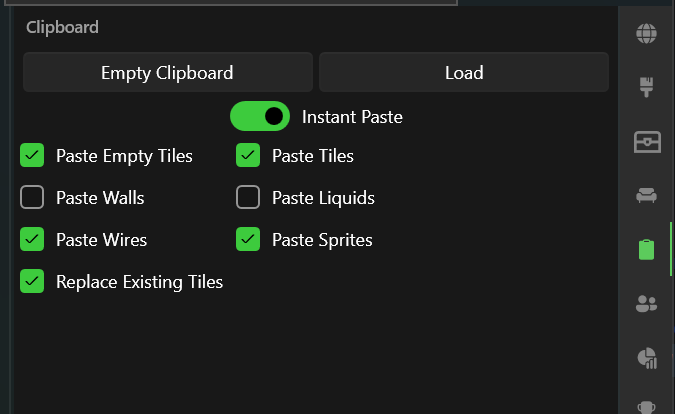 Clipboard
Empty Clipboard Load
Instant Paste
Paste Empty Tiles Paste Tiles
Paste Walls Paste Liquids
Paste Wires Paste Sprites
Replace Existing Tiles